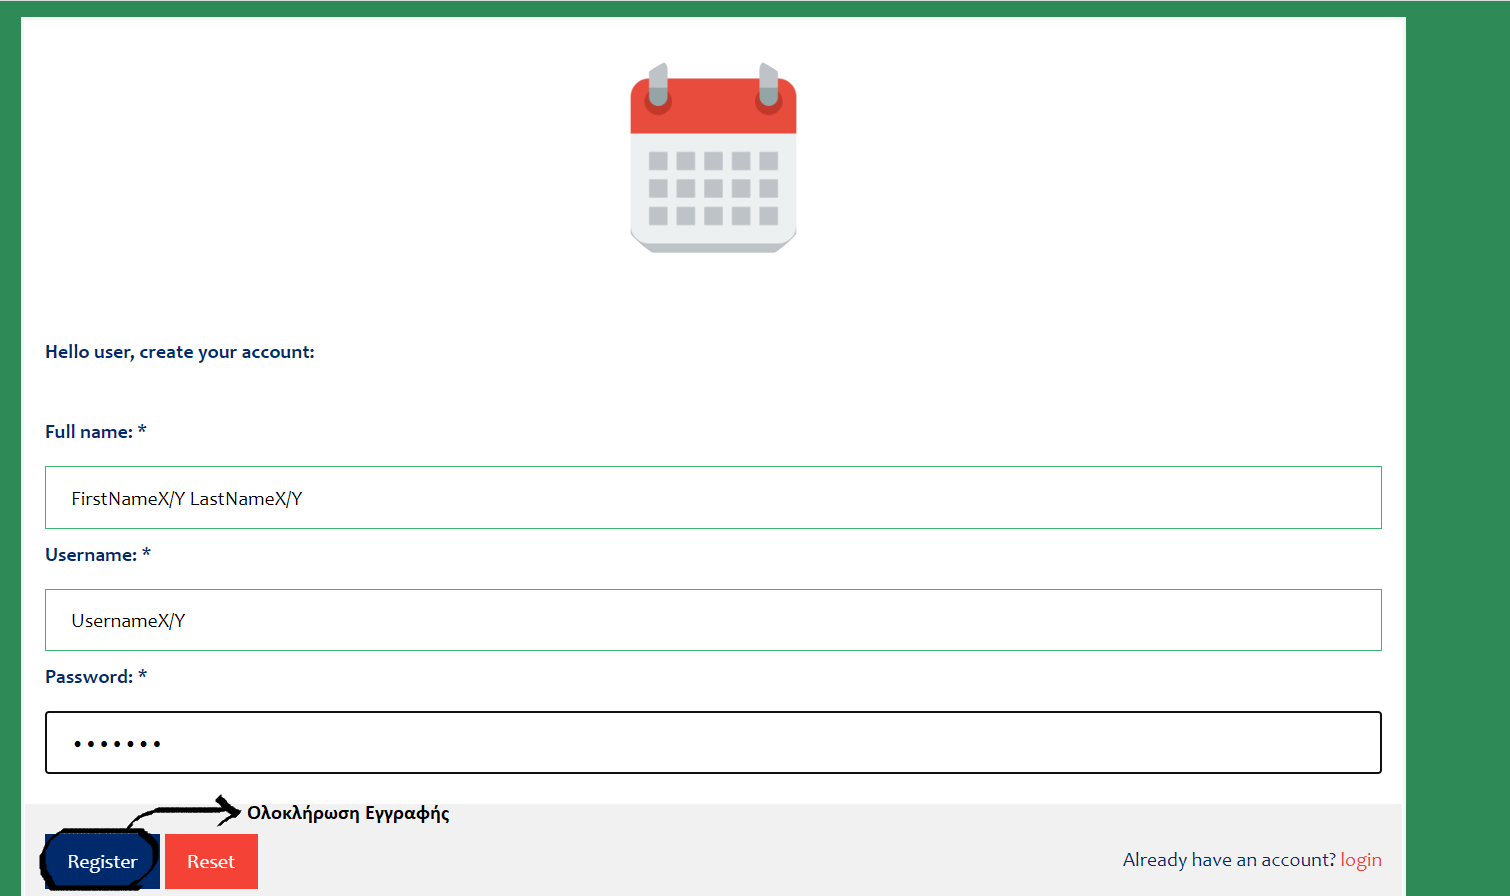 Hello user, create your account:
Full name: *
FirstNameX/Y LastNameX/Y
Username: *
UsernameX/Y
Password: *
•••••••
Ολοκλήρωση Εγγραφής
Register Reset Already have an account? login